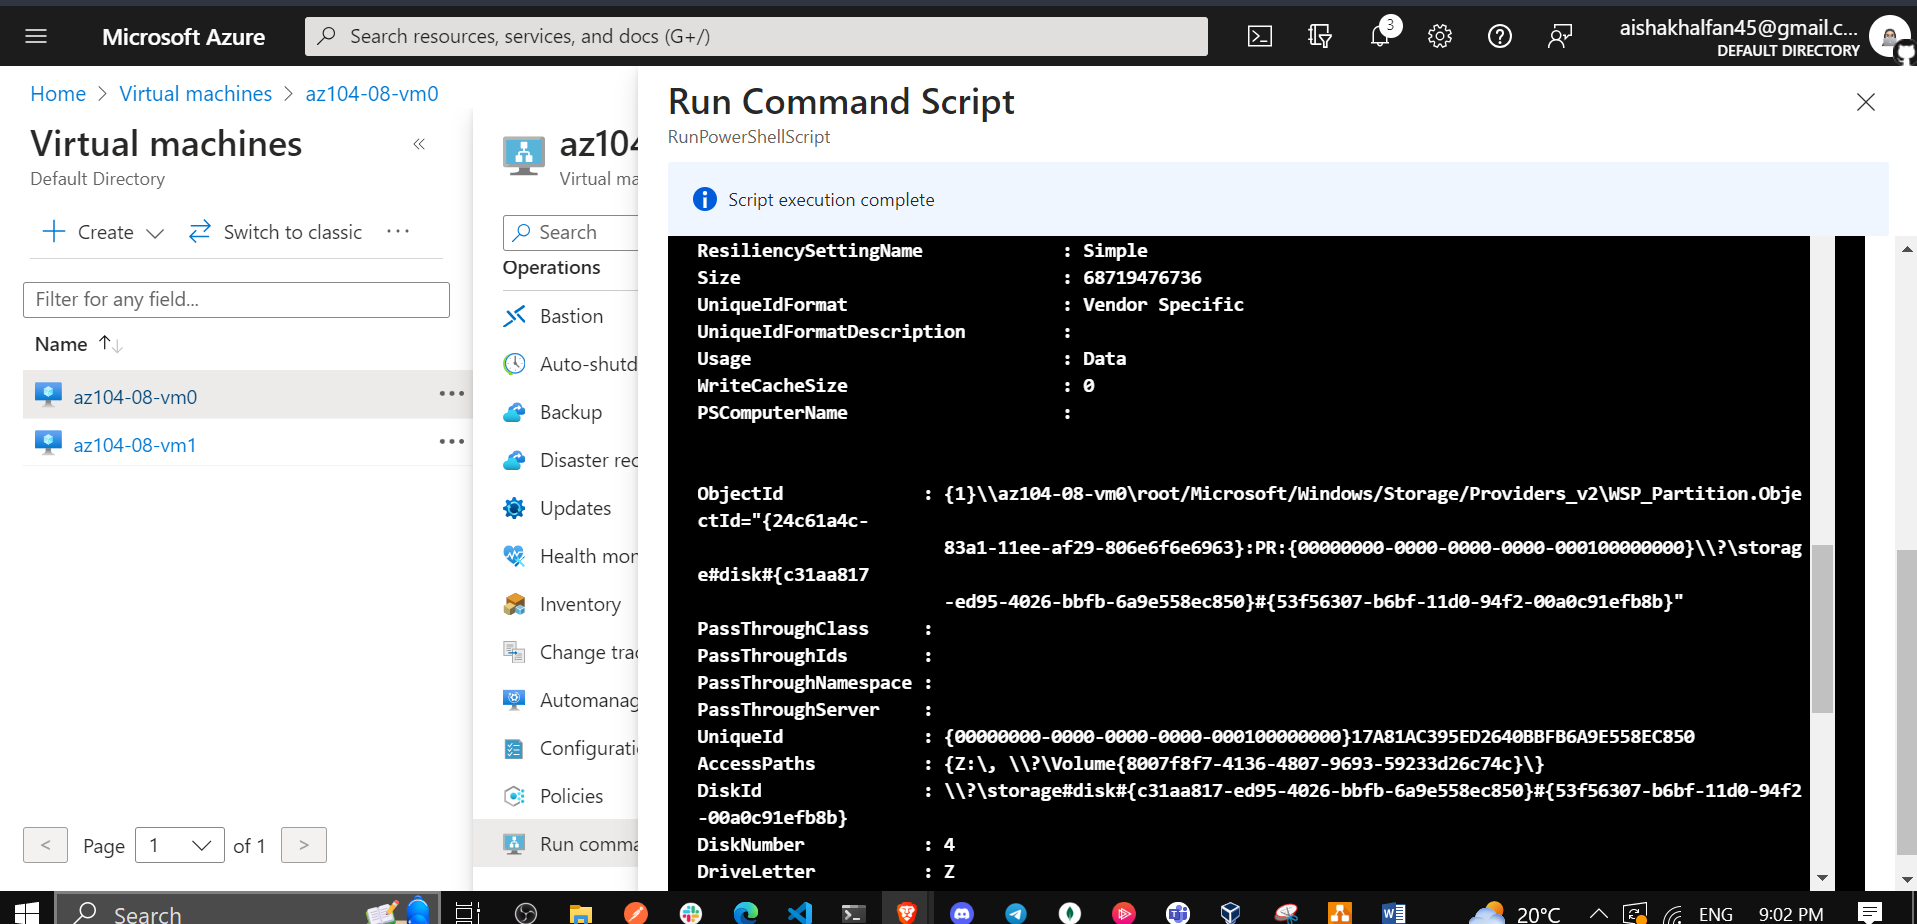 Microsoft Azure
Search resources, services, and docs (G+/)
3
aishakhalfan45@gmail.c...
DEFAULT DIRECTORY
Home > Virtual machines > az104-08-vm0
Virtual machines
Default Directory
Create
Switch to classic
Filter for any field...
Name
az104-08-vm0
az104-08-vm1
< Page 1 of 1 >
az104
Virtual ma
Search
Operations
Bastion
Auto-shutd
Backup
Disaster rec
Updates
Health mor
Inventory
Change trac
Automanag
Configurati
Policies
Run comma
Run Command Script
RunPowerShellScript
Script execution complete
ResiliencySettingName : Simple
Size : 68719476736
UniqueIdFormat : Vendor Specific
UniqueIdFormatDescription :
Usage : Data
WriteCacheSize : 0
PSComputerName :
ObjectId : {1}\\az104-08-vm0\root/Microsoft/Windows/Storage/Providers_v2\WSP_Partition.Obje
ctId="{24c61a4c-
83a1-11ee-af29-806e6f6e6963}:PR:{00000000-0000-0000-0000-000100000000}\\?\storag
e#disk#{c31aa817
-ed95-4026-bbfb-6a9e558ec850}#{53f56307-b6bf-11d0-94f2-00a0c91efb8b}"
PassThroughClass :
PassThroughIds :
PassThroughNamespace :
PassThroughServer :
UniqueId : {00000000-0000-0000-0000-000100000000}17A81AC395ED2640BBFB6A9E558EC850
AccessPaths : {Z:\, \\?\Volume{8007f8f7-4136-4807-9693-59233d26c74c}\}
DiskId : \\?\storage#disk#{c31aa817-ed95-4026-bbfb-6a9e558ec850}#{53f56307-b6bf-11d0-94f2
-00a0c91efb8b}
DiskNumber : 4
DriveLetter : Z
Search
20°C
ENG
9:02 PM